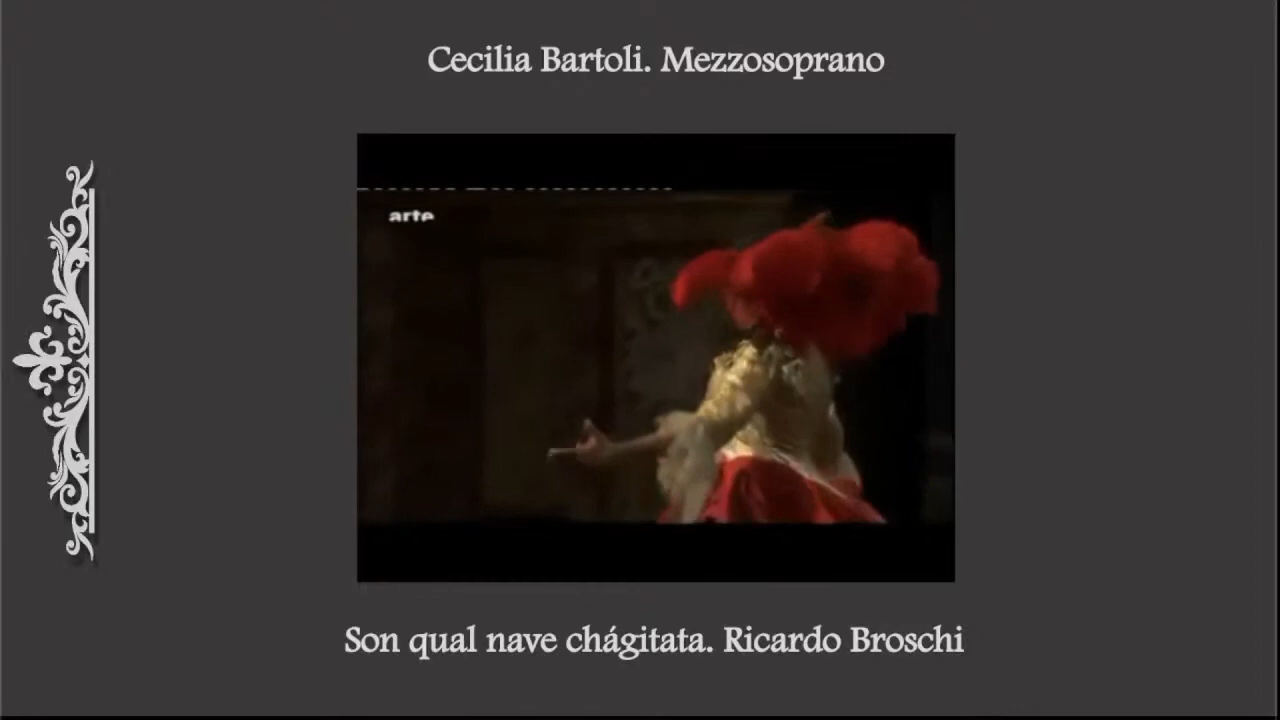 Cecilia Bartoli. Mezzosoprano
arte
Son qual nave chágitata. Ricardo Broschi